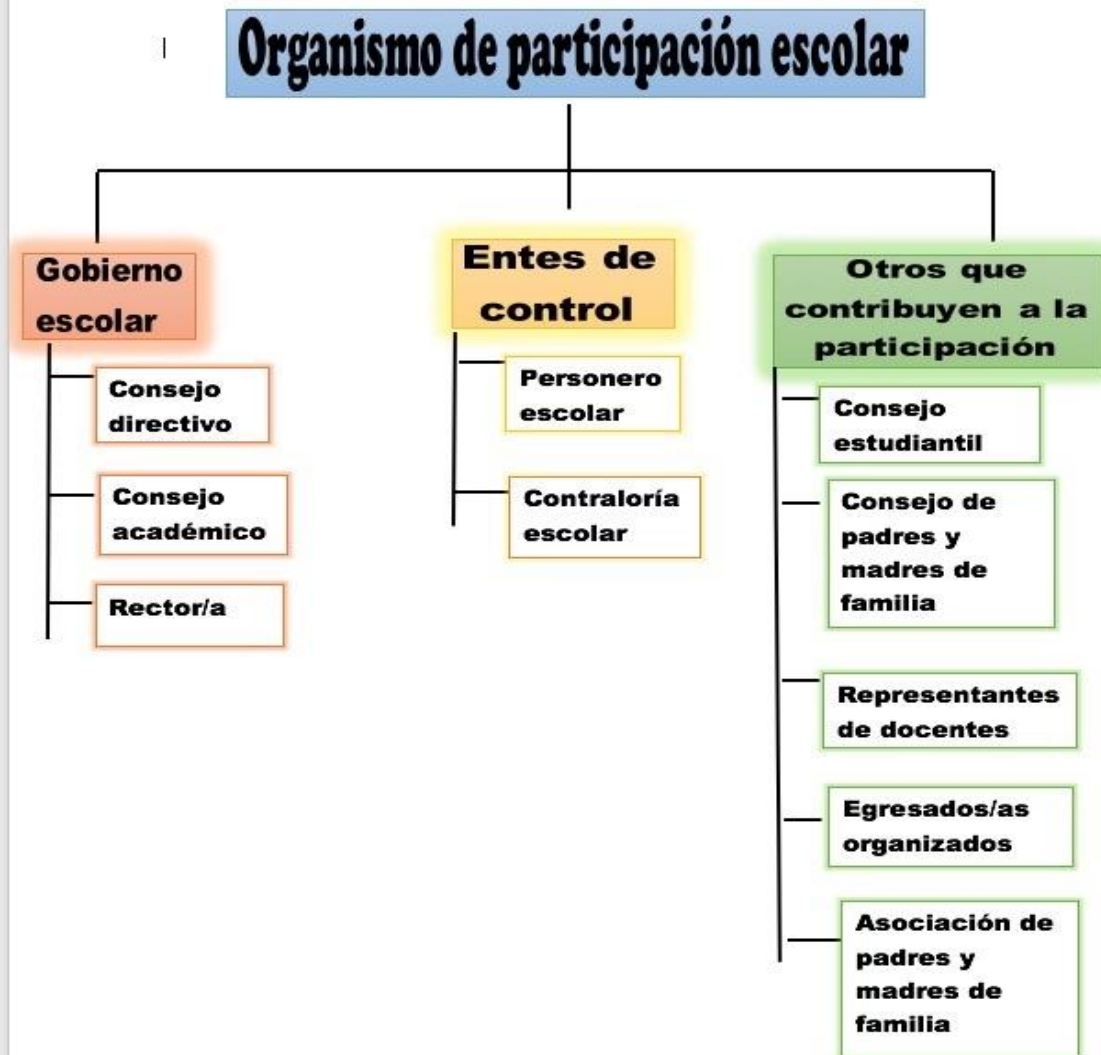 Organismo de participación escolar
Gobierno
escolar
Consejo
directivo
Consejo
académico
Rector/a
Entes de
control
Personero
escolar
Contraloría
escolar
Otros que
contribuyen a la
participación
Consejo
estudiantil
Consejo de
padres y
madres de
familia
Representantes
de docentes
Egresados/as
organizados
Asociación de
padres y
madres de
familia